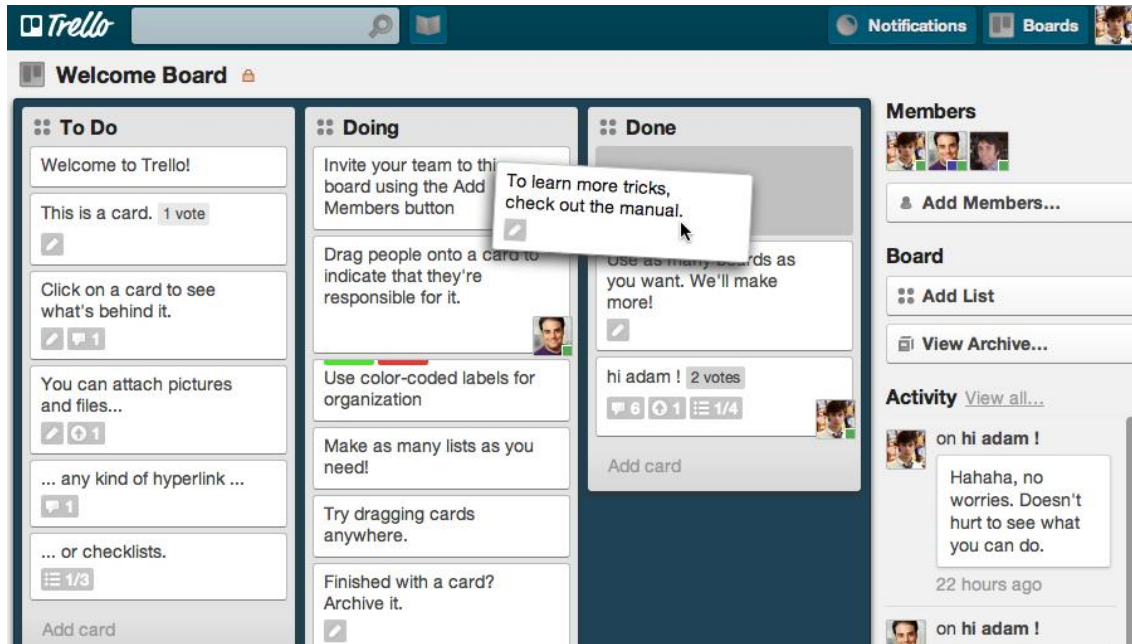 Trello
Notifications
Boards
Welcome Board
To Do
Welcome to Trello!
This is a card. 1 vote
Click on a card to see
what's behind it.
1
You can attach pictures
and files...
1
... any kind of hyperlink ...
1
... or checklists.
1/3
Add card
Doing
Invite your team to this
board using the Add
Members button
Drag people onto a card to
indicate that they're
responsible for it.
Use color-coded labels for
organization
Make as many lists as you
need!
Try dragging cards
anywhere.
Finished with a card?
Archive it.
Done
To learn more tricks,
check out the manual.
Use as many boards as
you want. We'll make
more!
hi adam ! 2 votes
6 1 1/4
Add card
Members
Add Members...
Board
Add List
View Archive...
Activity View all...
on hi adam !
Hahaha, no
worries. Doesn't
hurt to see what
you can do.
22 hours ago
on hi adam !